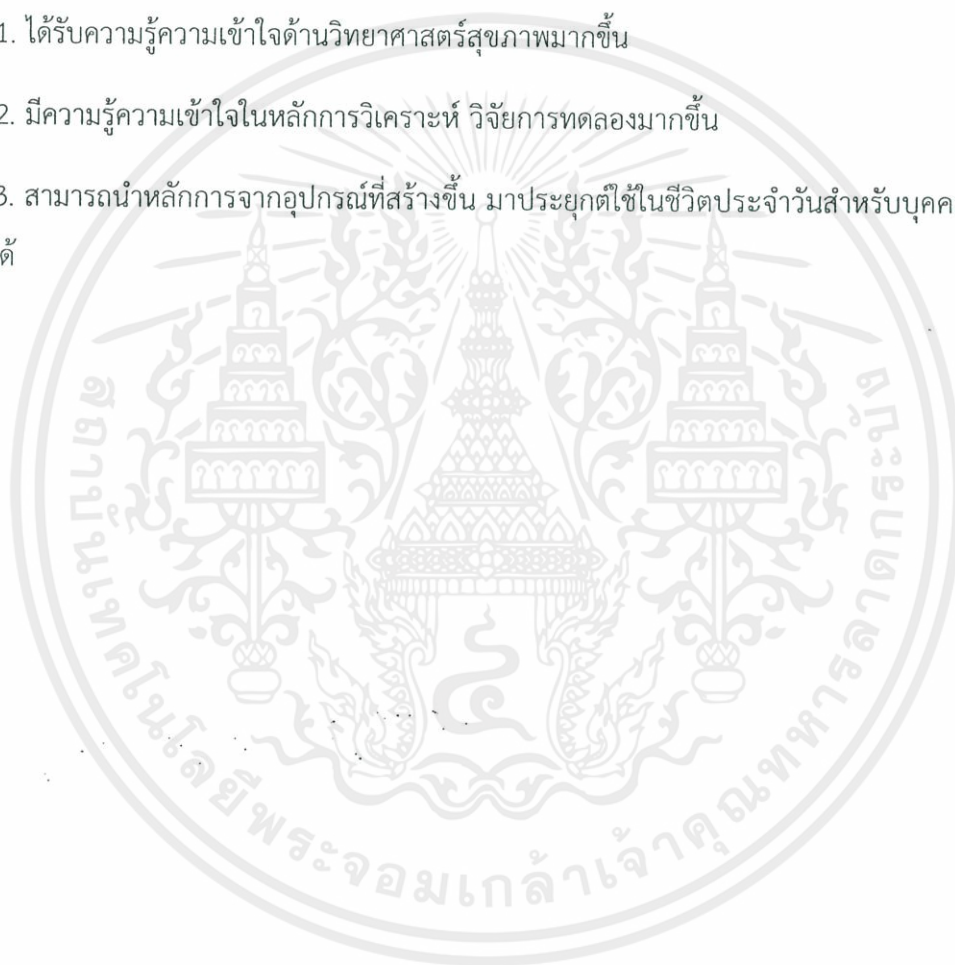 1. ได้รับความรู้ความเข้าใจด้านวิทยาศาสตร์สุขภาพมากขึ้น
2. มีความรู้ความเข้าใจในหลักการวิเคราะห์ วิจัยการทดลองมากขึ้น
3. สามารถนำหลักการจากอุปกรณ์ที่สร้างขึ้น มาประยุกต์ใช้ในชีวิตประจำวันสำหรับบุคค
ด้
สถาบันเทคโนโลยีพระจอมเกล้าเจ้าคุณทหารลาดกระบัง